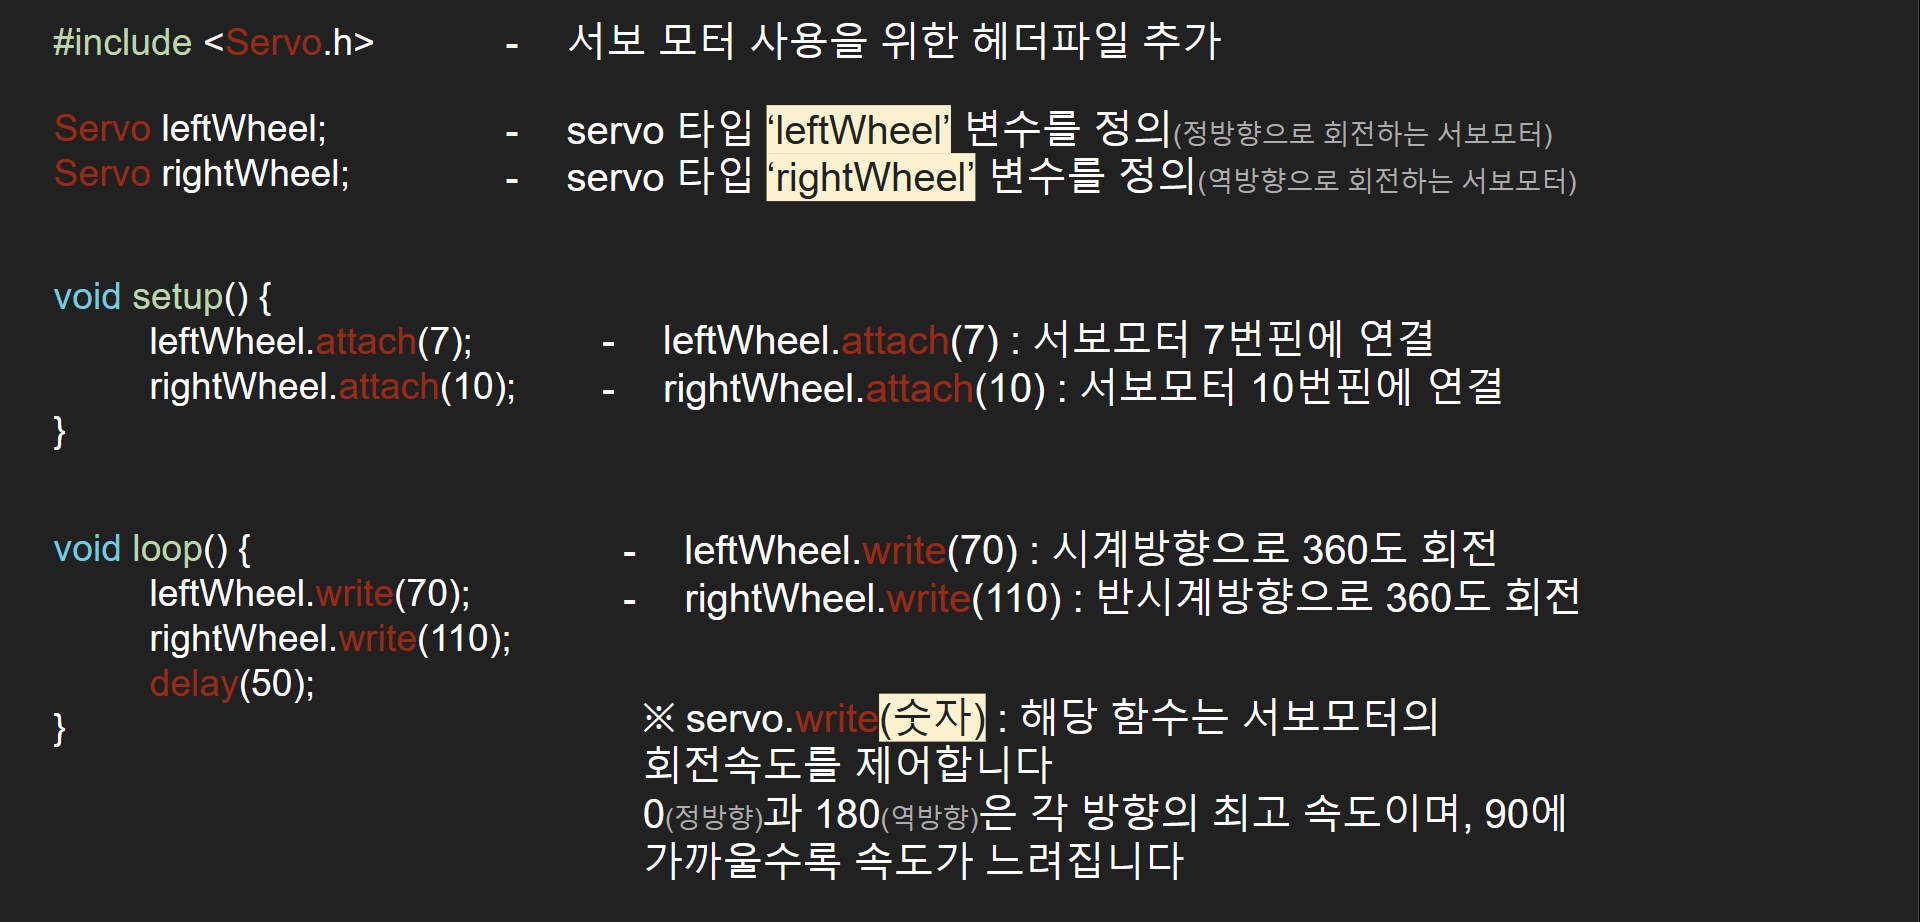 #include <Servo.h> - 서보 모터 사용을 위한 헤더파일 추가
Servo leftWheel; - servo 타입 ‘leftWheel’ 변수를 정의(정방향으로 회전하는 서보모터)
Servo rightWheel; - servo 타입 ‘rightWheel’ 변수를 정의(역방향으로 회전하는 서보모터)
void setup() {
leftWheel.attach(7); - leftWheel.attach(7) : 서보모터 7번핀에 연결
rightWheel.attach(10); - rightWheel.attach(10) : 서보모터 10번핀에 연결
}
void loop() { - leftWheel.write(70) : 시계방향으로 360도 회전
leftWheel.write(70); - rightWheel.write(110) : 반시계방향으로 360도 회전
rightWheel.write(110);
delay(50);
}
※ servo.write(숫자) : 해당 함수는 서보모터의
회전속도를 제어합니다
0(정방향)과 180(역방향)은 각 방향의 최고 속도이며, 90에
가까울수록 속도가 느려집니다